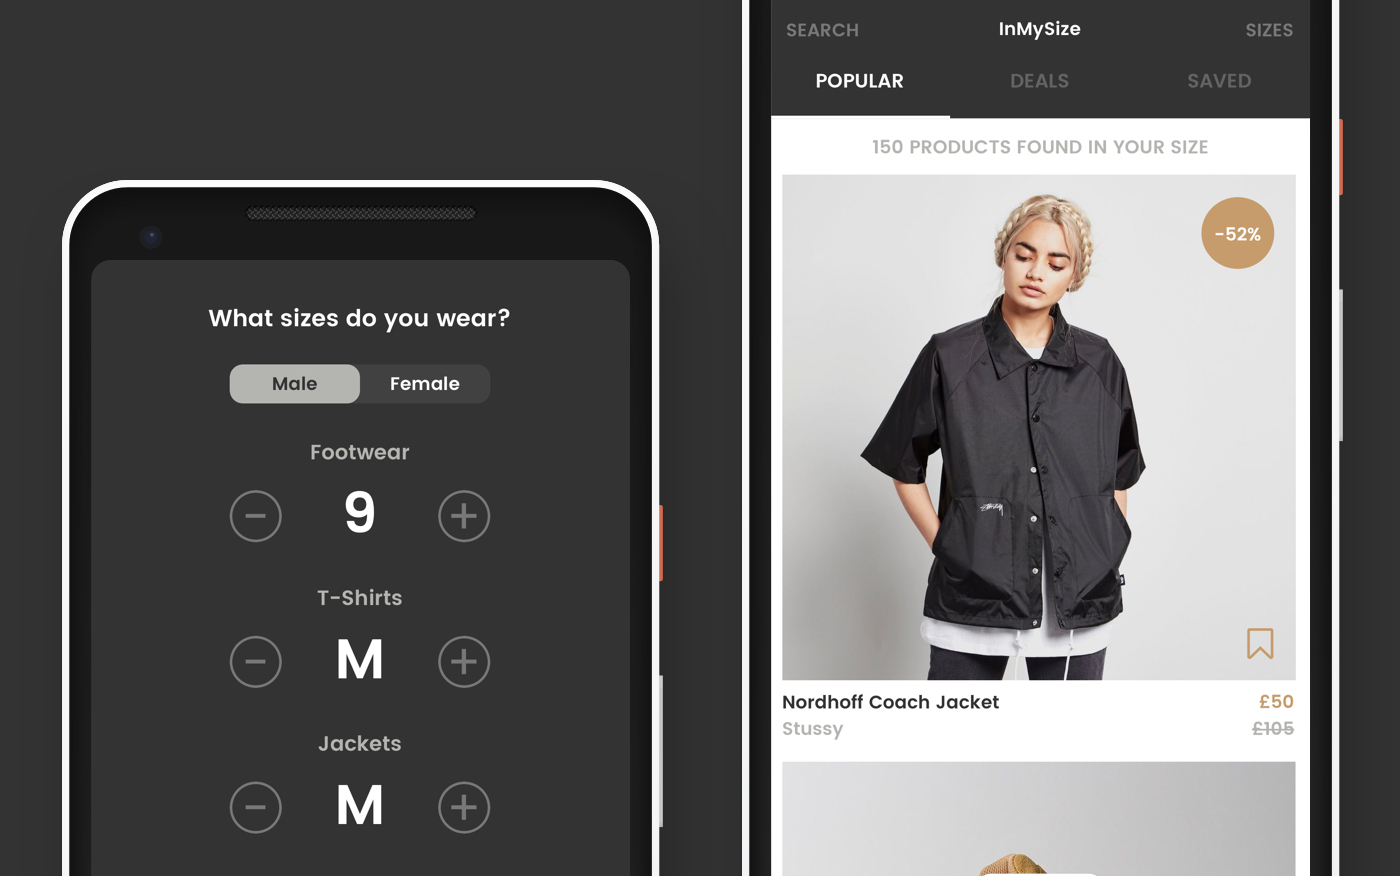 What sizes do you wear?
Male Female
Footwear
9
T-Shirts
M
Jackets
M
SEARCH InMySize SIZES
POPULAR DEALS SAVED
150 PRODUCTS FOUND IN YOUR SIZE
-52%
Nordhoff Coach Jacket £50
Stussy £105